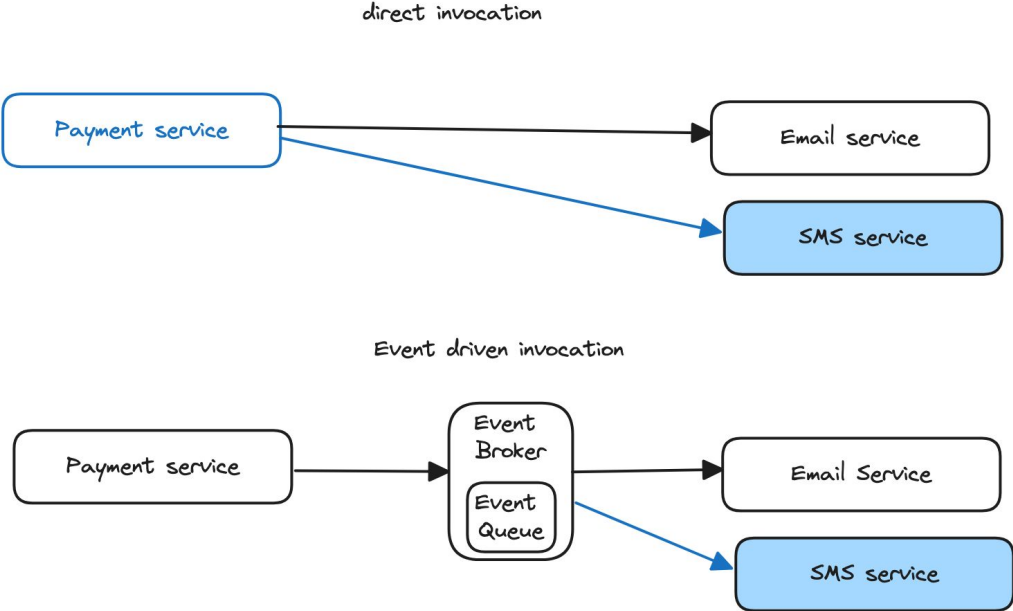 direct invocation
Payment service
Email service
SMS service
Event driven invocation
Event
Broker
Payment service
Email Service
Event
Queue
SMS service